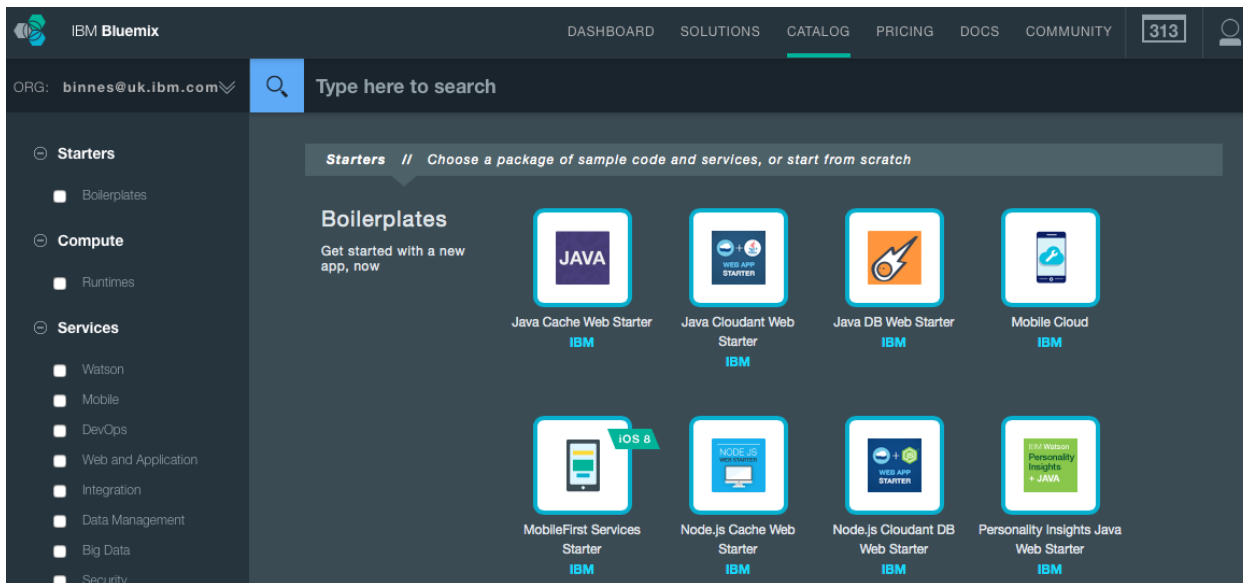 IBM Bluemix
DASHBOARD SOLUTIONS CATALOG PRICING DOCS COMMUNITY 313
ORG: binnes@uk.ibm.com
Type here to search
Starters
Boilerplates
Compute
Runtimes
Services
Watson
Mobile
DevOps
Web and Application
Integration
Data Management
Big Data
Security
Starters // Choose a package of sample code and services, or start from scratch
Boilerplates
Get started with a new
app, now
JAVA
Java Cache Web Starter
IBM
WEB APP
STARTER
Java Cloudant Web
Starter
IBM
Java DB Web Starter
IBM
Mobile Cloud
IBM
iOS 8
MobileFirst Services
Starter
IBM
NODE JS
WEB STARTER
Node.js Cache Web
Starter
IBM
WEB APP
STARTER
Node.js Cloudant DB
Web Starter
IBM
IBM Watson
Personality
Insights
+ JAVA
Personality Insights Java
Web Starter
IBM